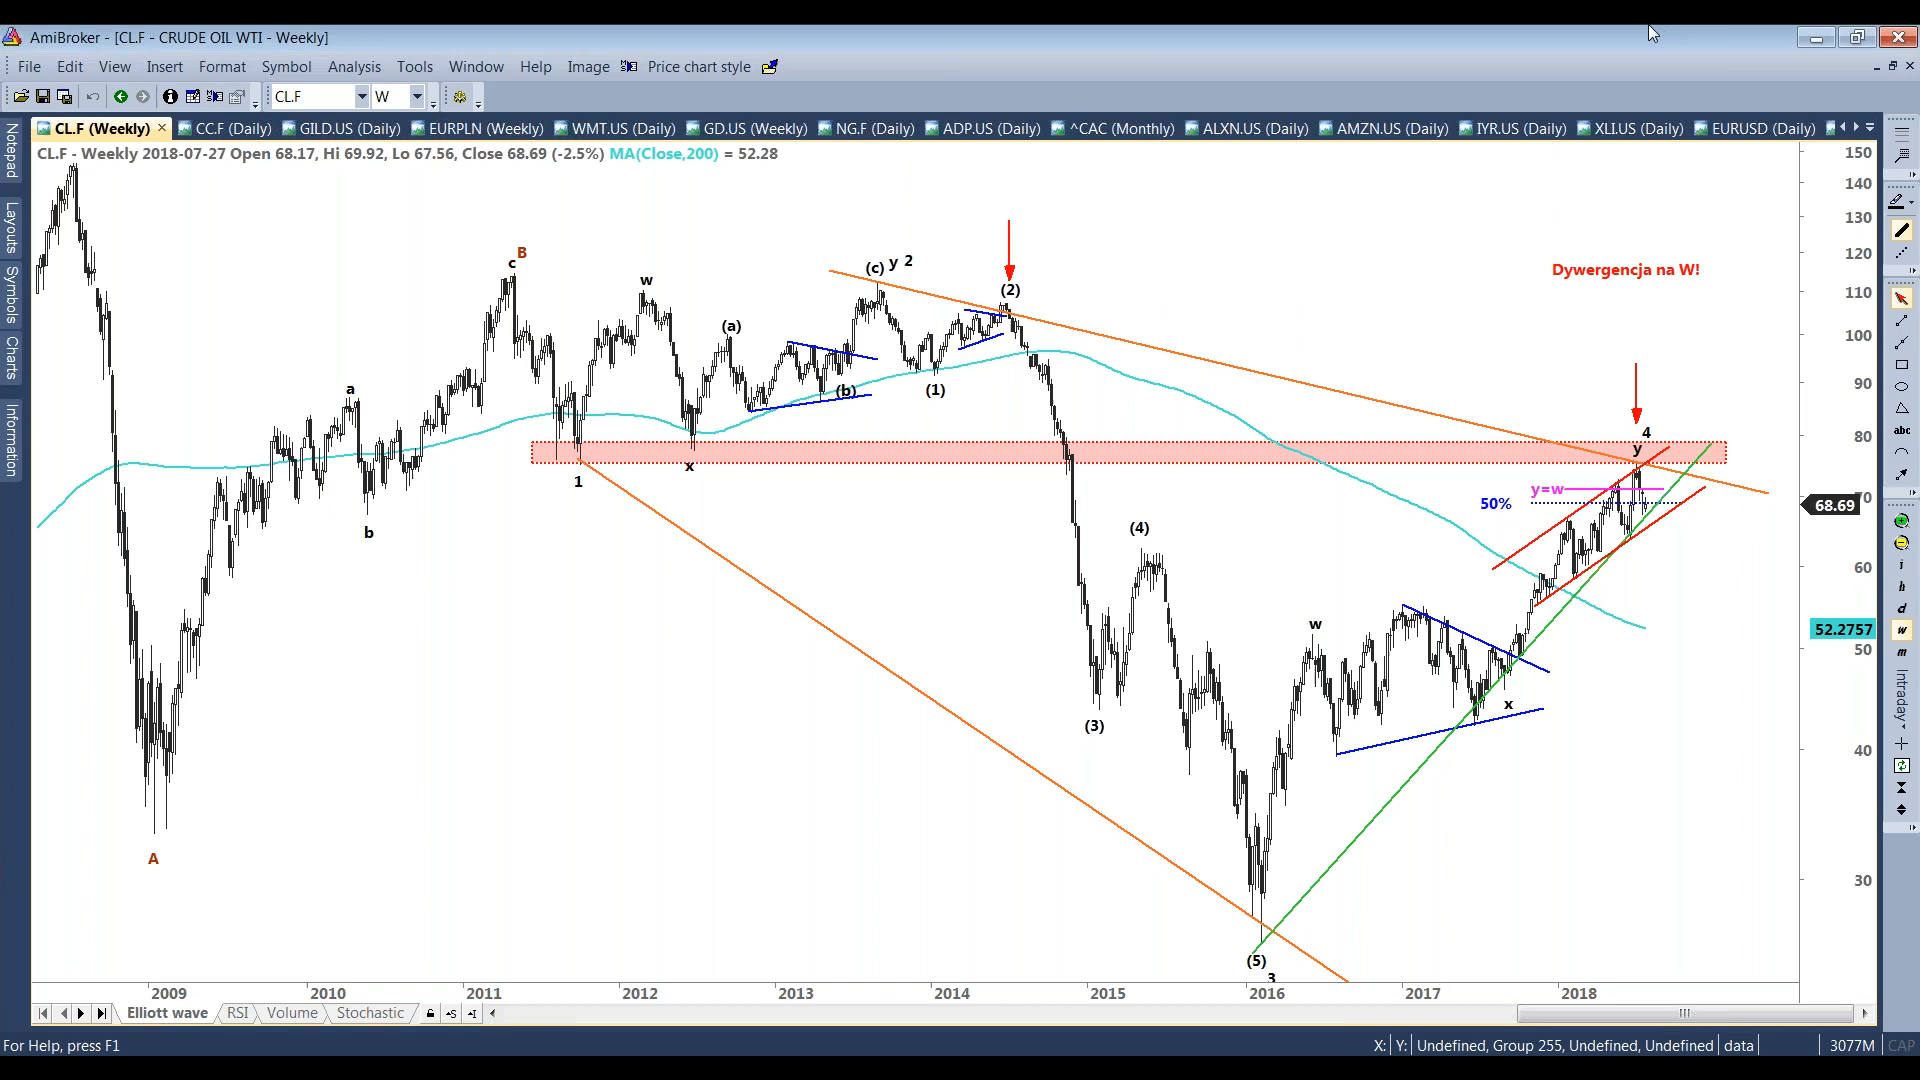 AmiBroker - [CL.F - CRUDE OIL WTI - Weekly]
File Edit View Insert Format Symbol Analysis Tools Window Help Image Price chart style
CL.F W
CL.F (Weekly) CC.F (Daily) GILD.US (Daily) EURPLN (Weekly) WMT.US (Daily) GD.US (Weekly) NG.F (Daily) ADP.US (Daily) ^CAC (Monthly) ALXN.US (Daily) AMZN.US (Daily) IYR.US (Daily) XLI.US (Daily) EURUSD (Daily)
CL.F - Weekly 2018-07-27 Open 68.17, Hi 69.92, Lo 67.56, Close 68.69 (-2.5%) MA(Close,200) = 52.28
Notepad
Layouts
Symbols
Charts
Information
150
140
130
120
110
100
90
80
70
68.69
60
52.2757
50
40
30
c B
y 2
(c)
Dywergencja na W!
w
(2)
(a)
a
(b)
(1)
4
y
x
1
y=w
50%
b
(4)
w
x
(3)
A
(5)
3
abc
i
h
d
w
m
Intraday
2009 2010 2011 2012 2013 2014 2015 2016 2017 2018
Elliott wave RSI Volume Stochastic
For Help, press F1
X: Y: Undefined, Group 255, Undefined, Undefined data 3077M CAP